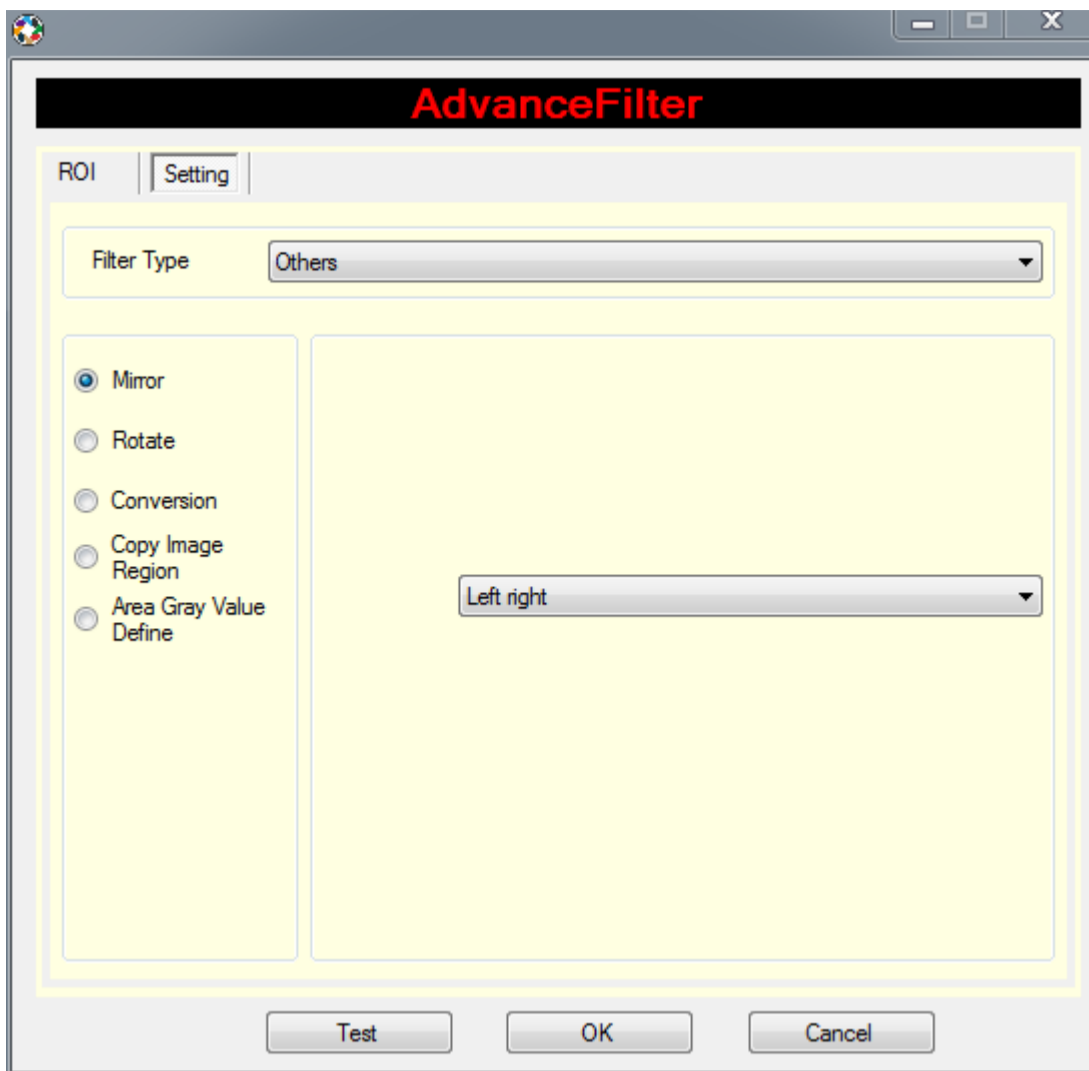 AdvanceFilter
ROI
Setting
Filter Type
Others
Mirror
Rotate
Conversion
Copy Image
Region
Area Gray Value
Define
Left right
Test
OK
Cancel